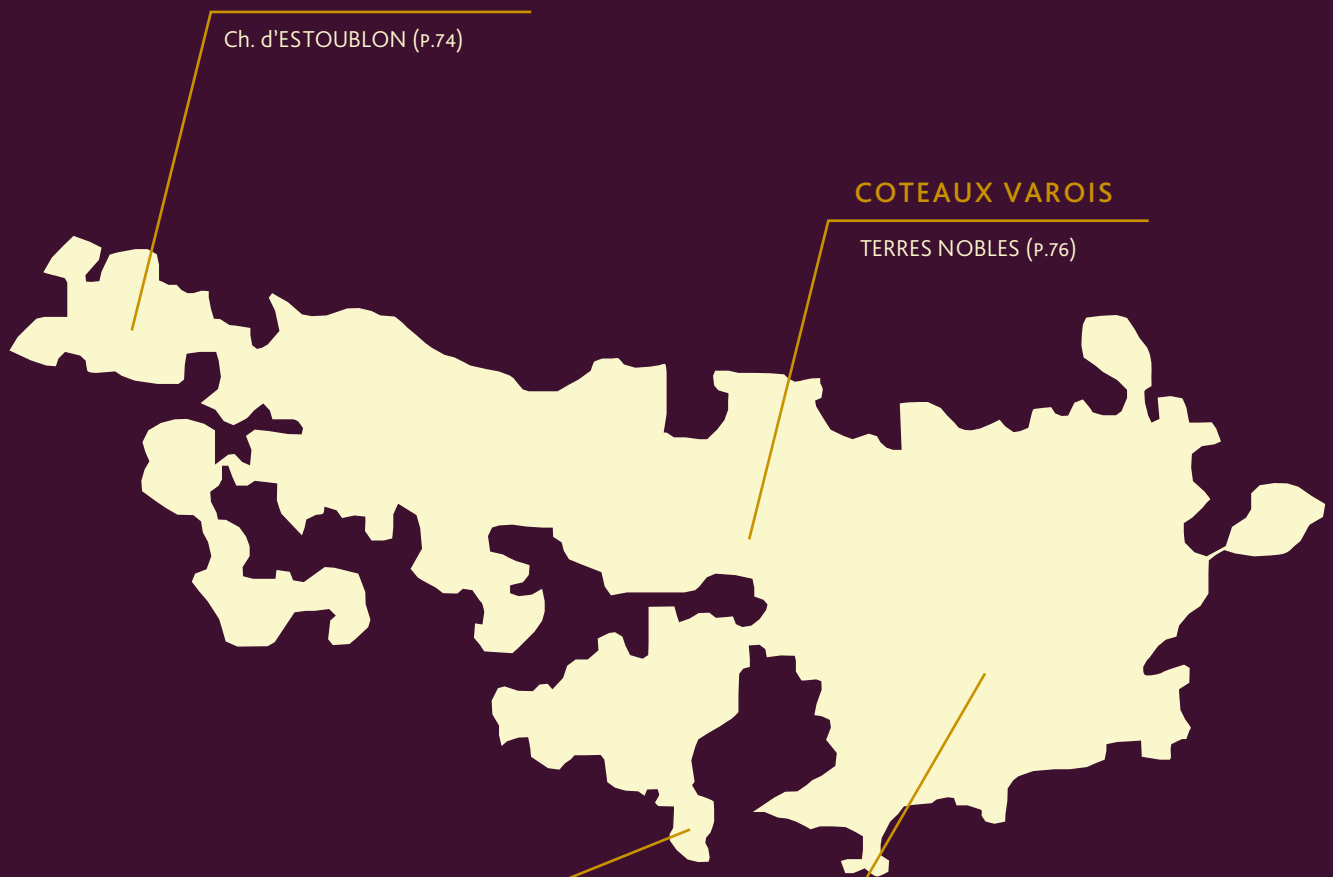 Ch. d'ESTOUBLON (P.74)
COTEAUX VAROIS
TERRES NOBLES (P.76)